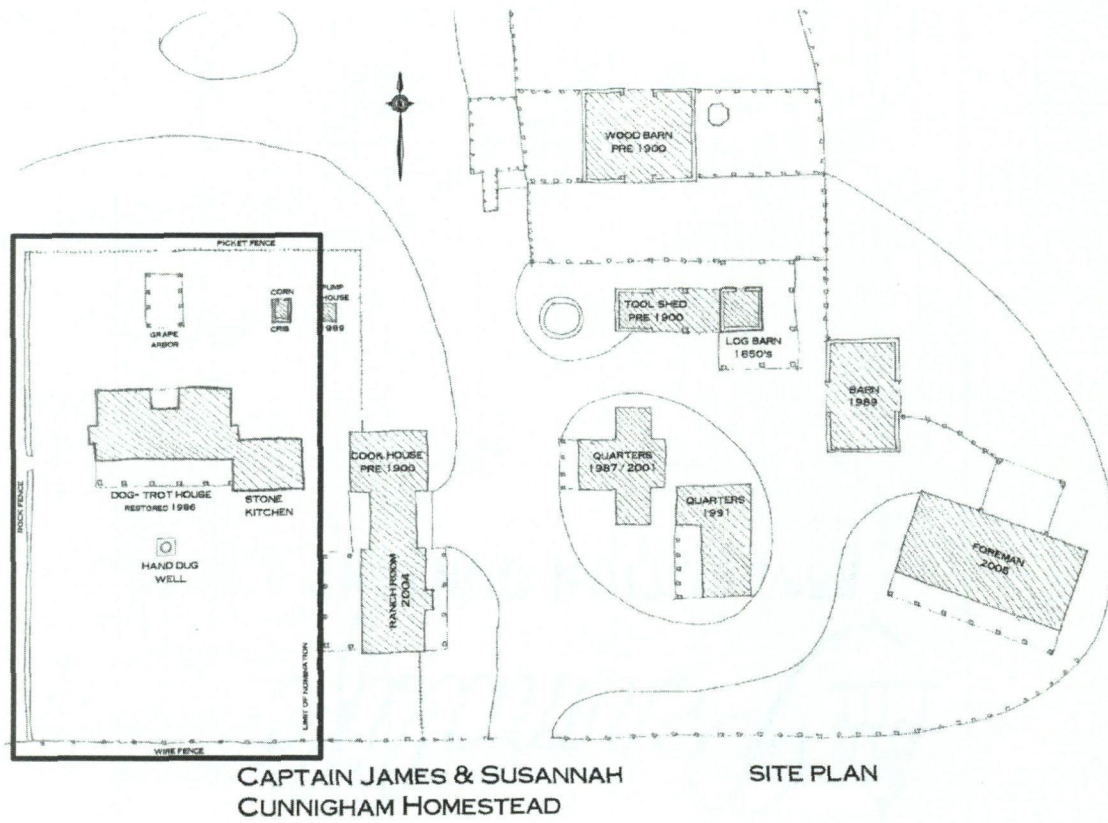 WOOD BARN
PRE 1900
PICKET FENCE
CORN
CRIB
PUMP
HOUSE
1989
GRAPE
ARBOR
TOOL SHED
PRE 1900
LOG BARN
1850's
BARN
1989
COOK HOUSE
PRE 1900
QUARTERS
1987/2001
QUARTERS
1991
DOG-TROT HOUSE
RESTORED 1986
STONE
KITCHEN
ROCK FENCE
HAND DUG
WELL
RANCH ROOM
2004
FOREMAN
LIMIT OF NOMINATION
WIRE FENCE
CAPTAIN JAMES & SUSANNAH
CUNNIGHAM HOMESTEAD
SITE PLAN